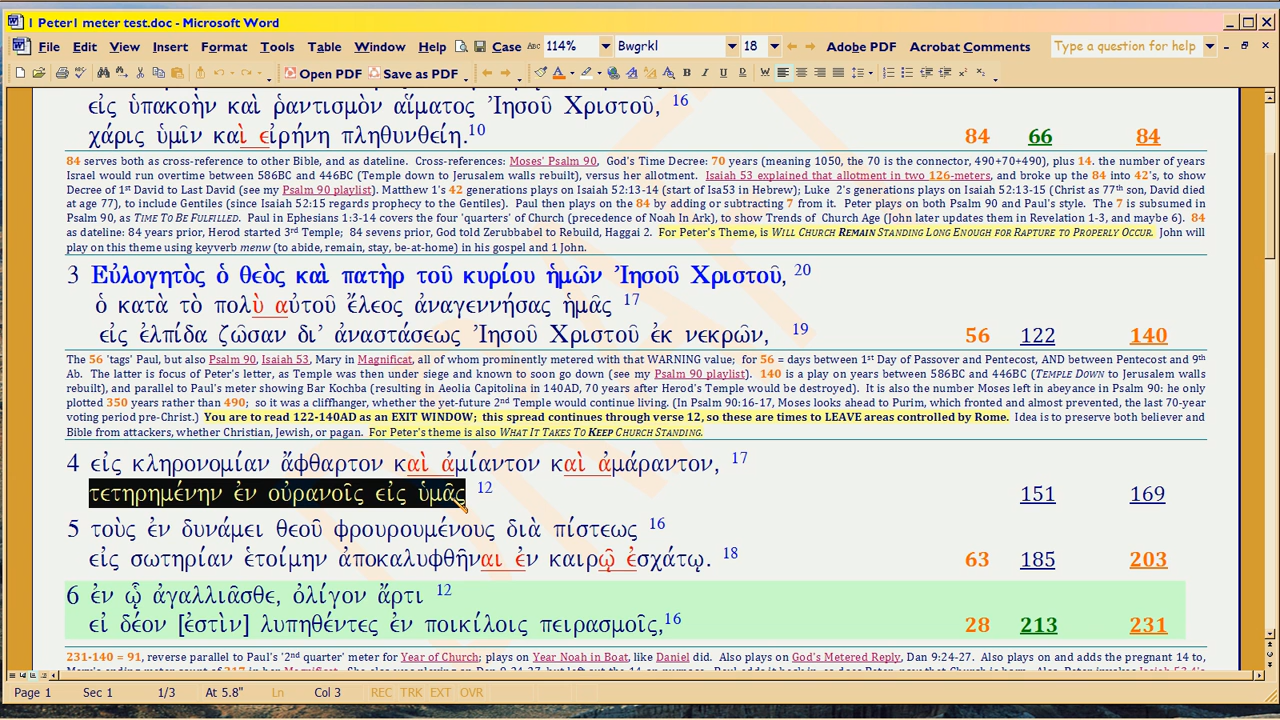 1 Peter1 meter test.doc - Microsoft Word
File Edit View Insert Format Tools Table Window Help Case 114% Bwgrkl 18 Adobe PDF Acrobat Comments Type a question for help
Open PDF Save as PDF
εἰς ὑπακοὴν καὶ ῥαντισμὸν αἵματος Ἰησοῦ Χριστοῦ, 16
χάρις ὑμῖν καὶ εἰρήνη πληθυνθείη.10 84 66 84
84 serves both as cross-reference to other Bible, and as dateline. Cross-references: Moses' Psalm 90, God's Time Decree: 70 years (meaning 1050, the 70 is the connector, 490+70+490), plus 14. the number of years
Israel would run overtime between 586BC and 446BC (Temple down to Jerusalem walls rebuilt), versus her allotment. Isaiah 53 explained that allotment in two 126-meters, and broke up the 84 into 42's, to show
Decree of 1st David to Last David (see my Psalm 90 playlist). Matthew 1's 42 generations plays on Isaiah 52:13-14 (start of Isa53 in Hebrew); Luke 2's generations plays on Isaiah 52:13-15 (Christ as 77th son, David died
at age 77), to include Gentiles (since Isaiah 52:15 regards prophecy to the Gentiles). Paul then plays on the 84 by adding or subtracting 7 from it. Peter plays on both Psalm 90 and Paul's style. The 7 is subsumed in
Psalm 90, as TIME TO BE FULFILLED. Paul in Ephesians 1:3-14 covers the four 'quarters' of Church (precedence of Noah In Ark), to show Trends of Church Age (John later updates them in Revelation 1-3, and maybe 6). 84
as dateline: 84 years prior, Herod started 3rd Temple; 84 sevens prior, God told Zerubbabel to Rebuild, Haggai 2. For Peter's Theme, is WILL CHURCH REMAIN STANDING LONG ENOUGH FOR RAPTURE TO PROPERLY OCCUR. John will
play on this theme using keyverb menw (to abide, remain, stay, be-at-home) in his gospel and 1 John.
3 Εὐλογητὸς ὁ θεὸς καὶ πατὴρ τοῦ κυρίου ἡμῶν Ἰησοῦ Χριστοῦ, 20
ὁ κατὰ τὸ πολὺ αὐτοῦ ἔλεος ἀναγεννήσας ἡμᾶς 17
εἰς ἐλπίδα ζῶσαν δι' ἀναστάσεως Ἰησοῦ Χριστοῦ ἐκ νεκρῶν, 19 56 122 140
The 56 'tags' Paul, but also Psalm 90, Isaiah 53, Mary in Magnificat, all of whom prominently metered with that WARNING value; for 56 = days between 1st Day of Passover and Pentecost, AND between Pentecost and 9th
Ab. The latter is focus of Peter's letter, as Temple was then under siege and known to soon go down (see my Psalm 90 playlist). 140 is a play on years between 586BC and 446BC (TEMPLE DOWN to Jerusalem walls
rebuilt), and parallel to Paul's meter showing Bar Kochba (resulting in Aeolia Capitolina in 140AD, 70 years after Herod's Temple would be destroyed). It is also the number Moses left in abeyance in Psalm 90: he only
plotted 350 years rather than 490; so it was a cliffhanger, whether the yet-future 2nd Temple would continue living. (In Psalm 90:16-17, Moses looks ahead to Purim, which fronted and almost prevented, the last 70-year
voting period pre-Christ.) You are to read 122-140AD as an EXIT WINDOW; this spread continues through verse 12, so these are times to LEAVE areas controlled by Rome. Idea is to preserve both believer and
Bible from attackers, whether Christian, Jewish, or pagan. For Peter's theme is also WHAT IT TAKES TO KEEP CHURCH STANDING.
4 εἰς κληρονομίαν ἄφθαρτον καὶ ἀμίαντον καὶ ἀμάραντον, 17
τετηρημένην ἐν οὐρανοῖς εἰς ὑμᾶς 12 151 169
5 τοὺς ἐν δυνάμει θεοῦ φρουρουμένους διὰ πίστεως 16
εἰς σωτηρίαν ἑτοίμην ἀποκαλυφθῆναι ἐν καιρῷ ἐσχάτῳ. 18 63 185 203
6 ἐν ᾧ ἀγαλλιᾶσθε, ὀλίγον ἄρτι 12
εἰ δέον [ἐστὶν] λυπηθέντες ἐν ποικίλοις πειρασμοῖς,16 28 213 231
231-140 = 91, reverse parallel to Paul's '2nd quarter' meter for Year of Church; plays on Year Noah in Boat, like Daniel did. Also plays on God's Metered Reply, Dan 9:24-27. Also plays on and adds the pregnant 14 to,
Page 1 Sec 1 1/3 At 5.8" Ln Col 3 REC TRK EXT OVR